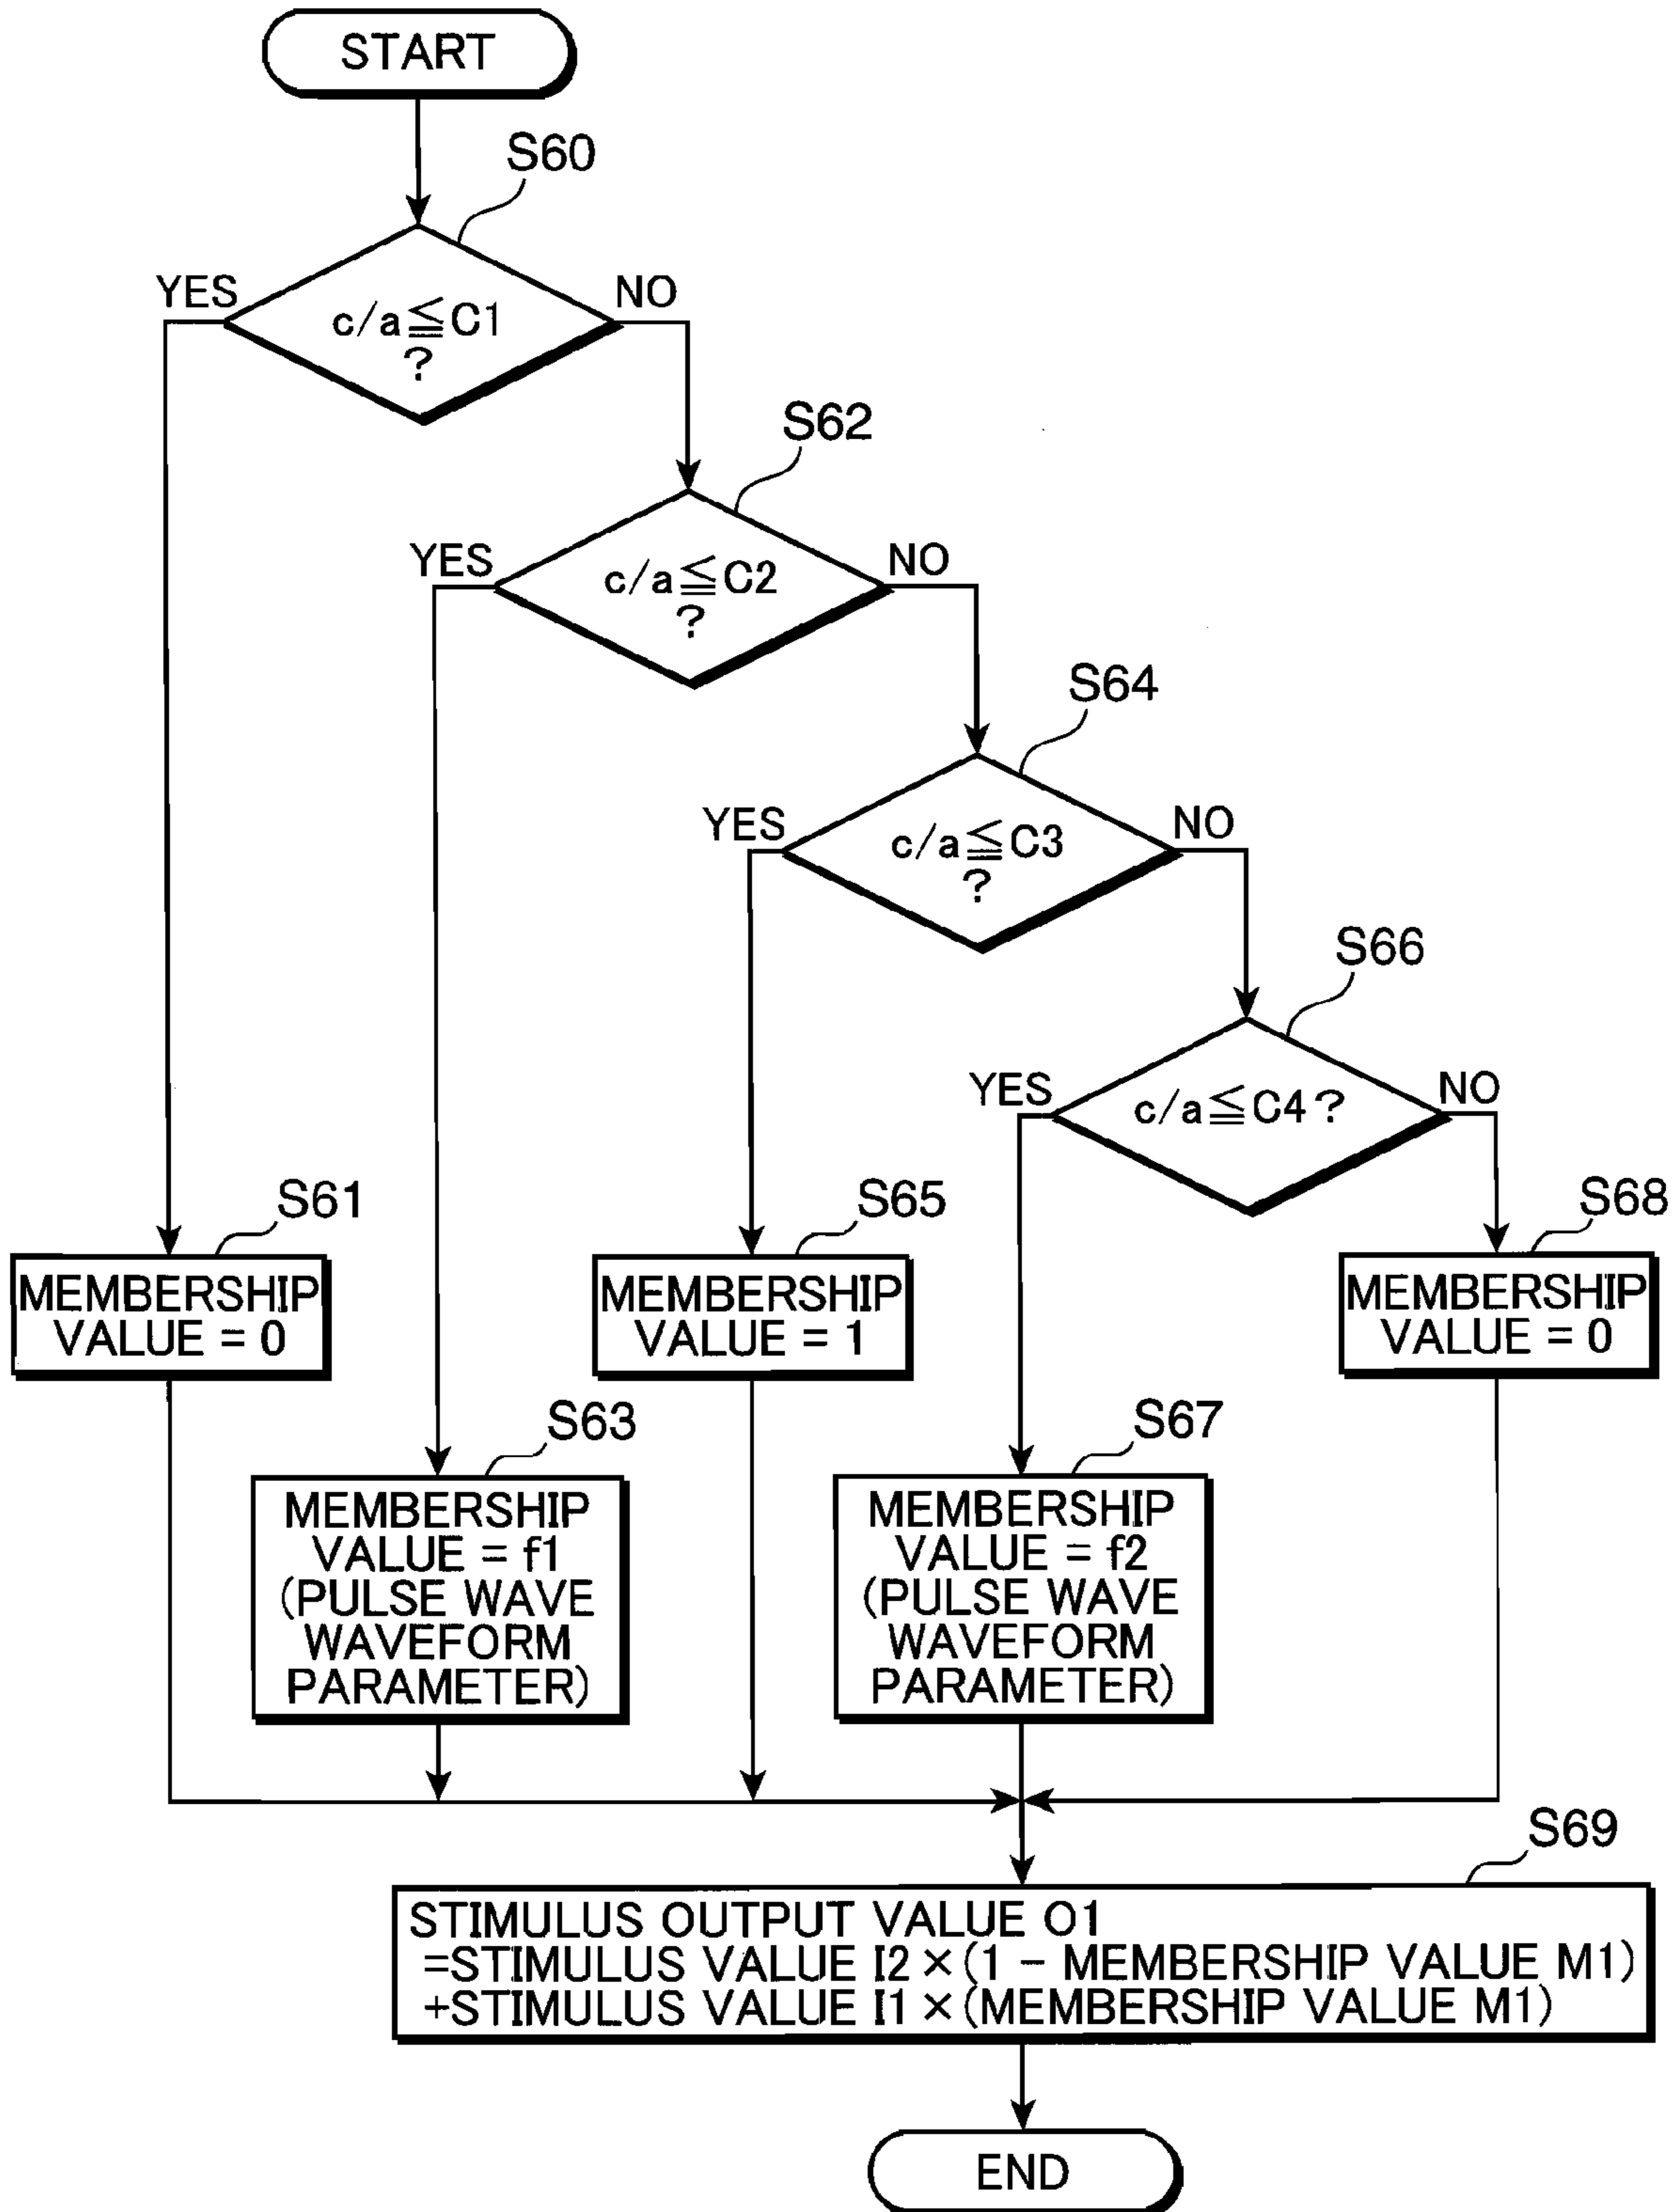 START
S60
YES
NO
c/a≦C1
?
S62
YES
NO
c/a≦C2
?
S64
YES
NO
c/a≦C3
?
S66
YES
NO
c/a≦C4?
S61
MEMBERSHIP
VALUE = 0
S65
MEMBERSHIP
VALUE = 1
S68
MEMBERSHIP
VALUE = 0
S63
MEMBERSHIP
VALUE = f1
(PULSE WAVE
WAVEFORM
PARAMETER)
S67
MEMBERSHIP
VALUE = f2
(PULSE WAVE
WAVEFORM
PARAMETER)
S69
STIMULUS OUTPUT VALUE O1
=STIMULUS VALUE I2×(1 − MEMBERSHIP VALUE M1)
+STIMULUS VALUE I1×(MEMBERSHIP VALUE M1)
END